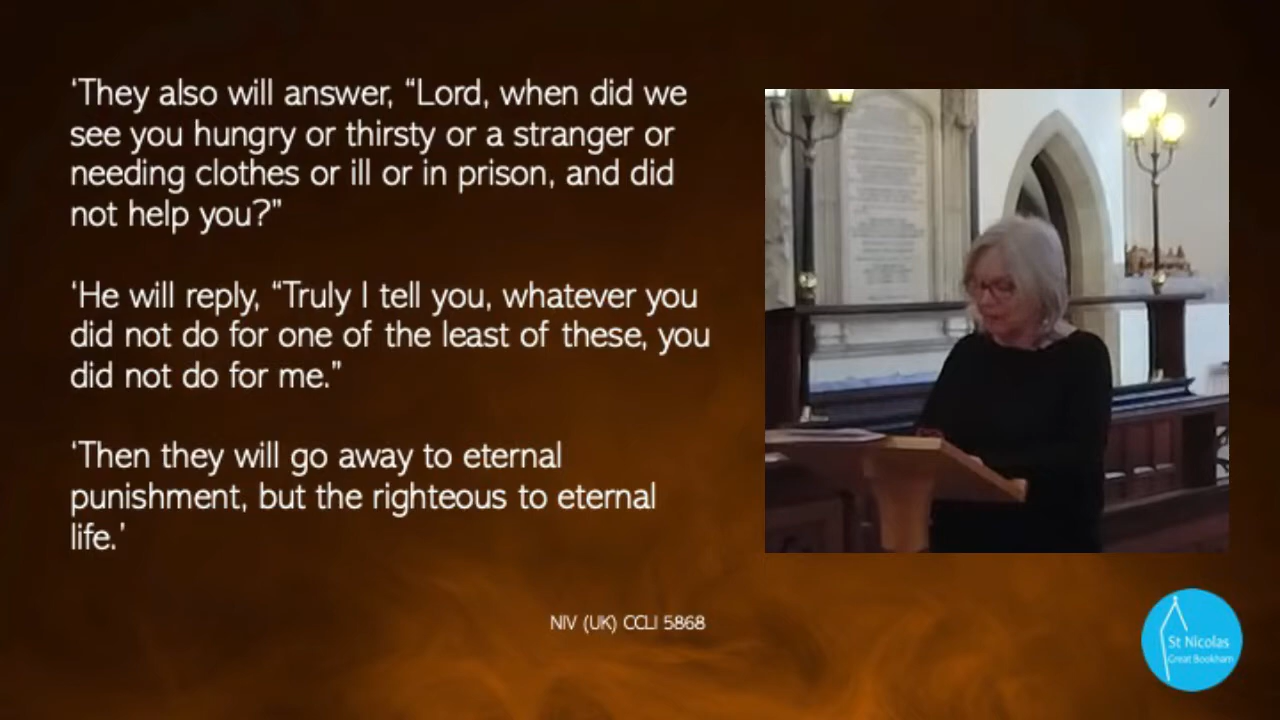 ‘They also will answer, “Lord, when did we
see you hungry or thirsty or a stranger or
needing clothes or ill or in prison, and did
not help you?”
‘He will reply, “Truly I tell you, whatever you
did not do for one of the least of these, you
did not do for me.”
‘Then they will go away to eternal
punishment, but the righteous to eternal
life.’
NIV (UK) CCLI 5868
St Nicolas
Great Bookham